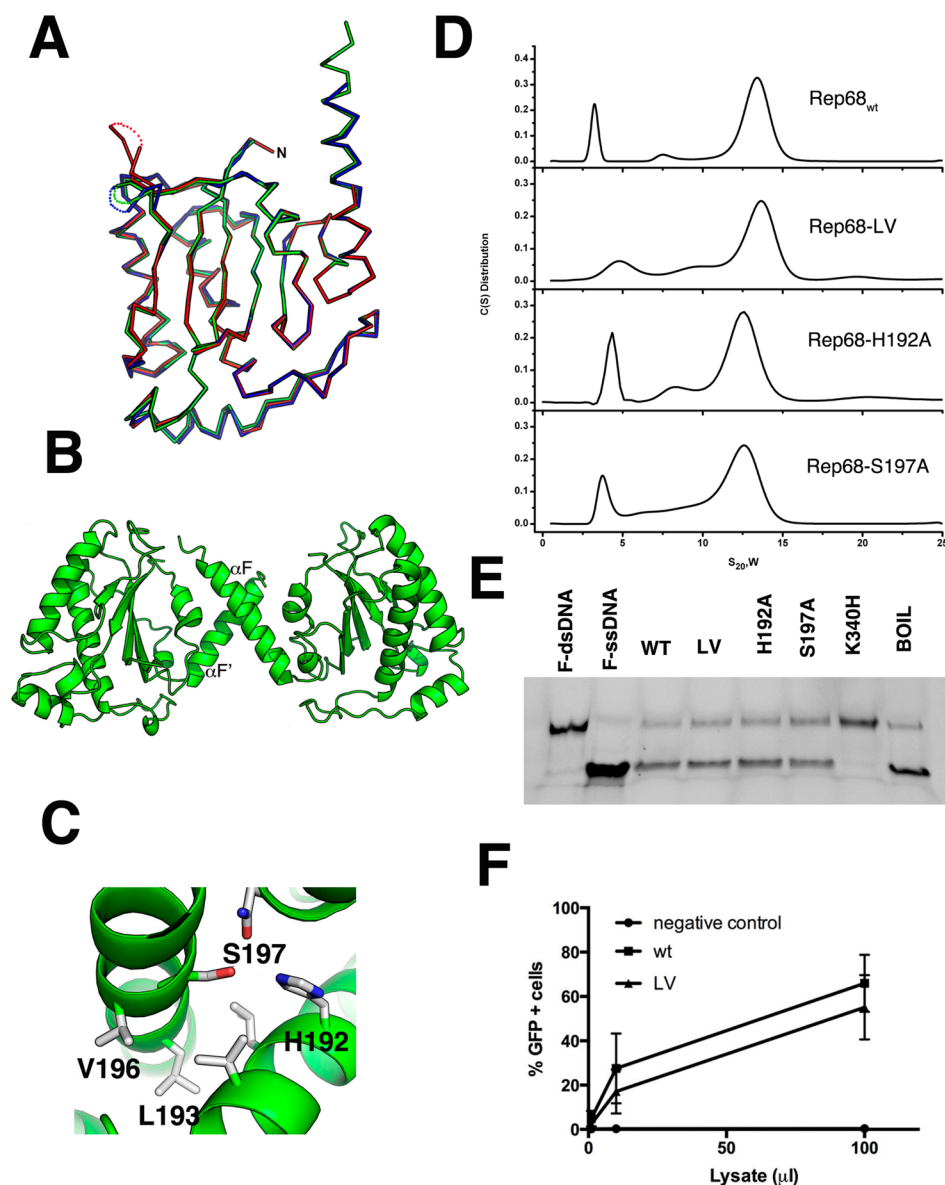 A
N
B
αF
αF'
C
S197
H192
V196
L193
D
C(S) Distribution
0.4
0.3
0.2
0.1
0.0
Rep68wt
0.3
0.2
0.1
0.0
Rep68-LV
0.3
0.2
0.1
0.0
Rep68-H192A
0.3
0.2
0.1
0.0
Rep68-S197A
0 5 10 15 20 25
S20,W
E
F-dsDNA F-ssDNA WT LV H192A S197A K340H BOIL
F
% GFP + cells
100
80
60
40
20
0
negative control
wt
LV
0 50 100
Lysate (μl)